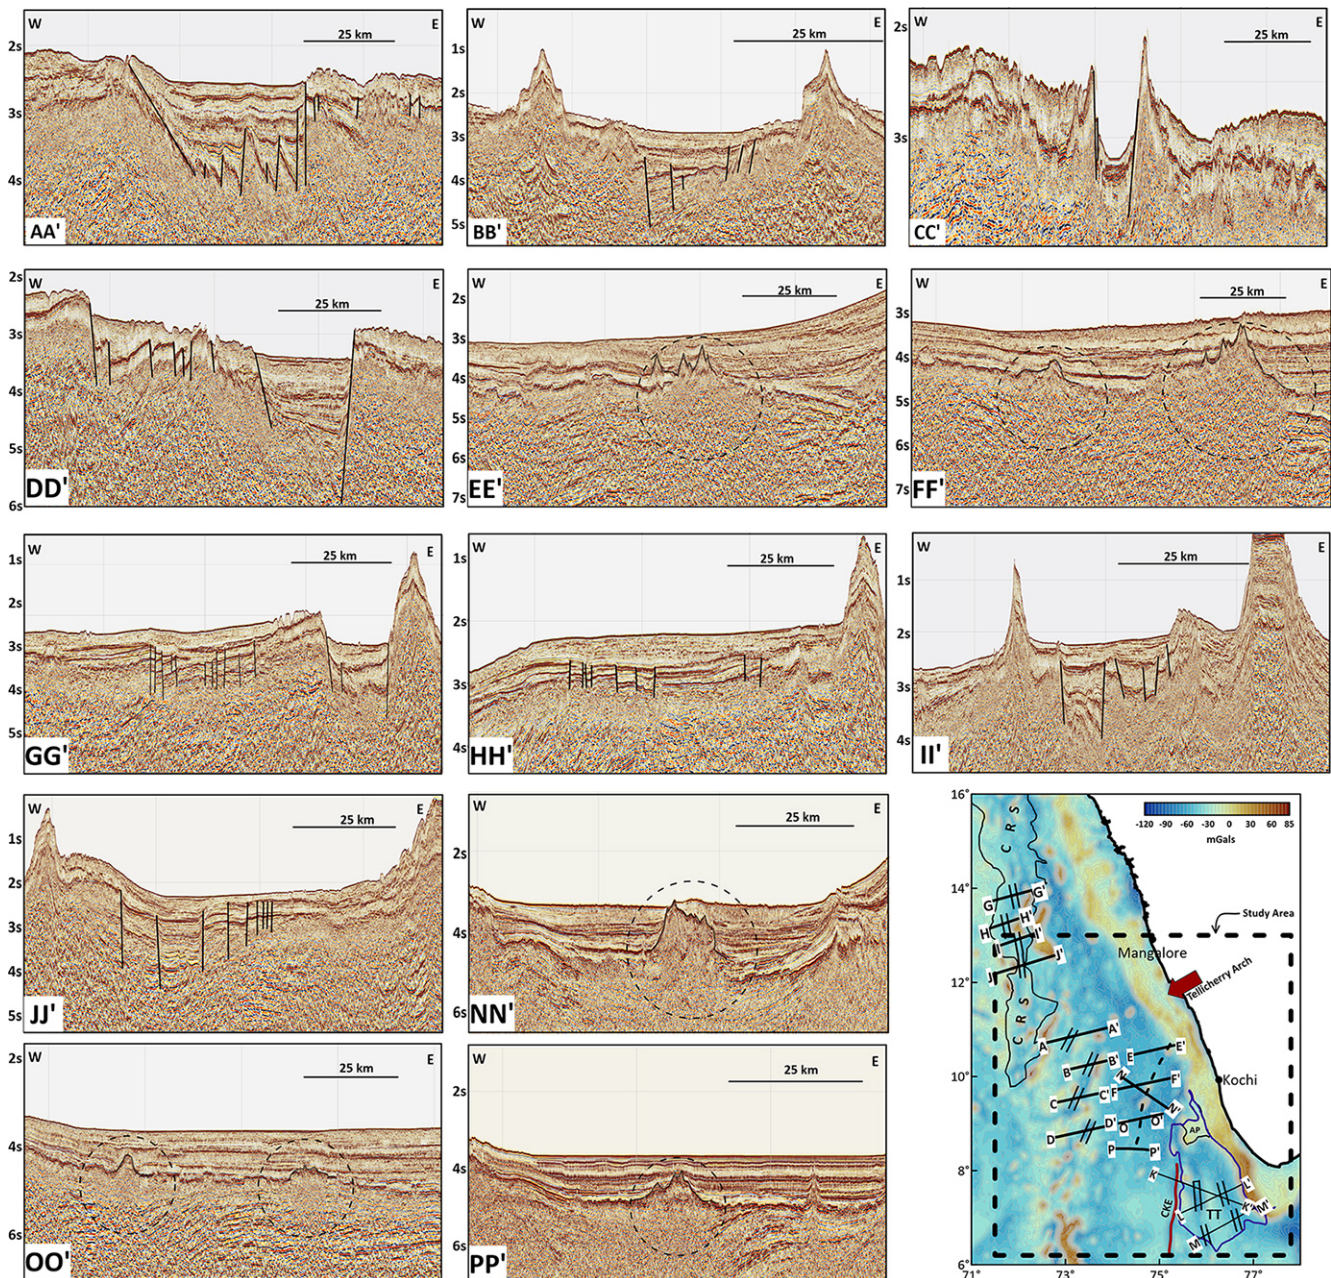 W
E
25 km
2s
3s
4s
AA'
W
E
25 km
1s
2s
3s
4s
5s
BB'
W
E
25 km
2s
3s
CC'
W
E
25 km
2s
3s
4s
5s
6s
DD'
W
E
25 km
2s
3s
4s
5s
6s
7s
EE'
W
E
25 km
3s
4s
5s
6s
7s
FF'
W
E
25 km
1s
2s
3s
4s
5s
GG'
W
E
25 km
1s
2s
3s
4s
HH'
W
E
25 km
1s
2s
3s
4s
II'
W
E
25 km
1s
2s
3s
4s
5s
JJ'
W
E
25 km
2s
4s
6s
NN'
W
E
25 km
2s
4s
6s
OO'
W
E
25 km
2s
4s
6s
PP'
16°
14°
12°
10°
8°
6°
71°
73°
75°
77°
-120 -90 -60 -30 0 30 60 85
mGals
CRS
G G'
H H'
I I'
J J'
Study Area
Mangalore
Tellicherry Arch
CRS
A A'
B B'
E E'
N
C C'
F F'
Kochi
N'
D D'
O O'
AP
P P'
K
L'
CKE
L
TT
K'
M'
M